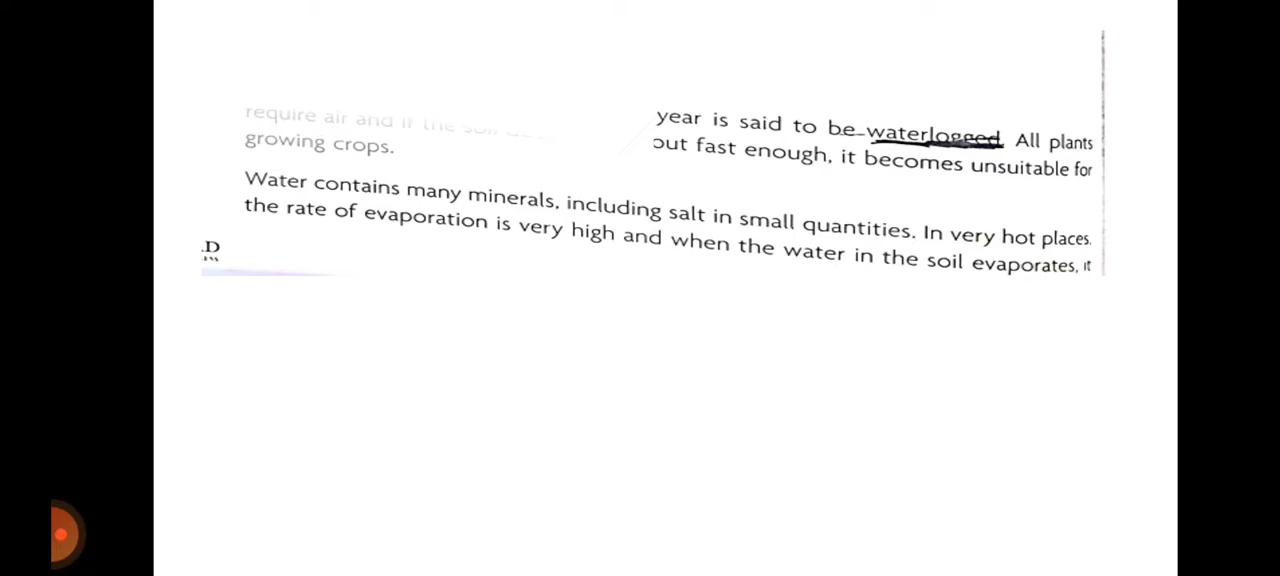 year is said to be waterlogged. All plants
require air and if the soil out fast enough, it becomes unsuitable for
growing crops.
Water contains many minerals, including salt in small quantities. In very hot places.
the rate of evaporation is very high and when the water in the soil evaporates, it
.D